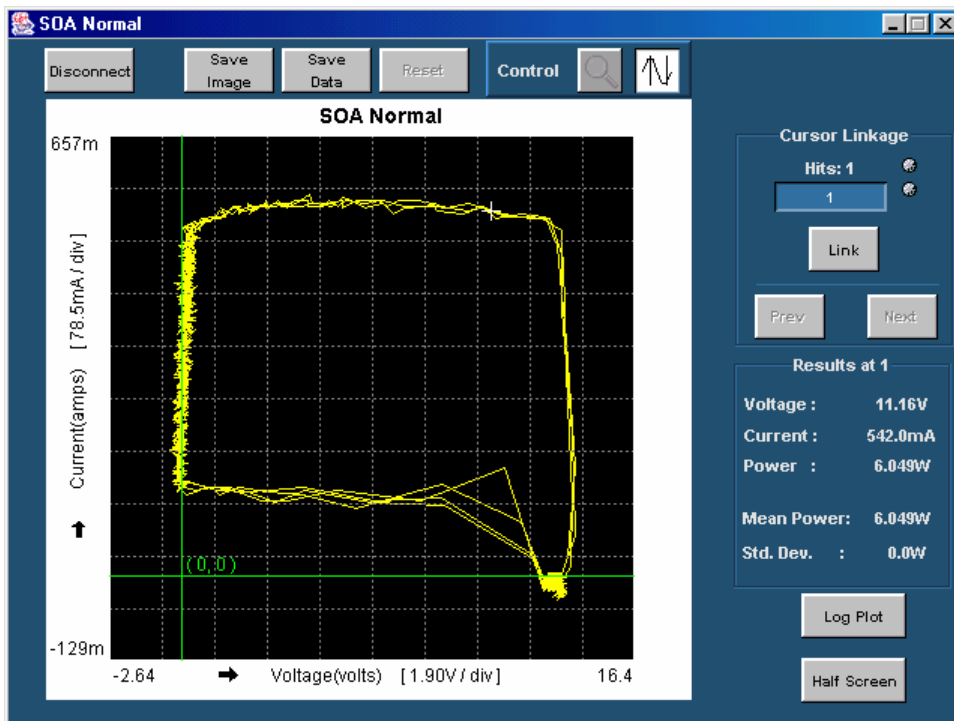 SOA Normal
Disconnect
Save Image
Save Data
Reset
Control
SOA Normal
657m
Current(amps) [ 78.5mA / div ]
(0,0)
-129m
-2.64
Voltage(volts) [ 1.90V / div ]
16.4
Cursor Linkage
Hits: 1
1
Link
Prev
Next
Results at 1
Voltage : 11.16V
Current : 542.0mA
Power : 6.049W
Mean Power: 6.049W
Std. Dev. : 0.0W
Log Plot
Half Screen